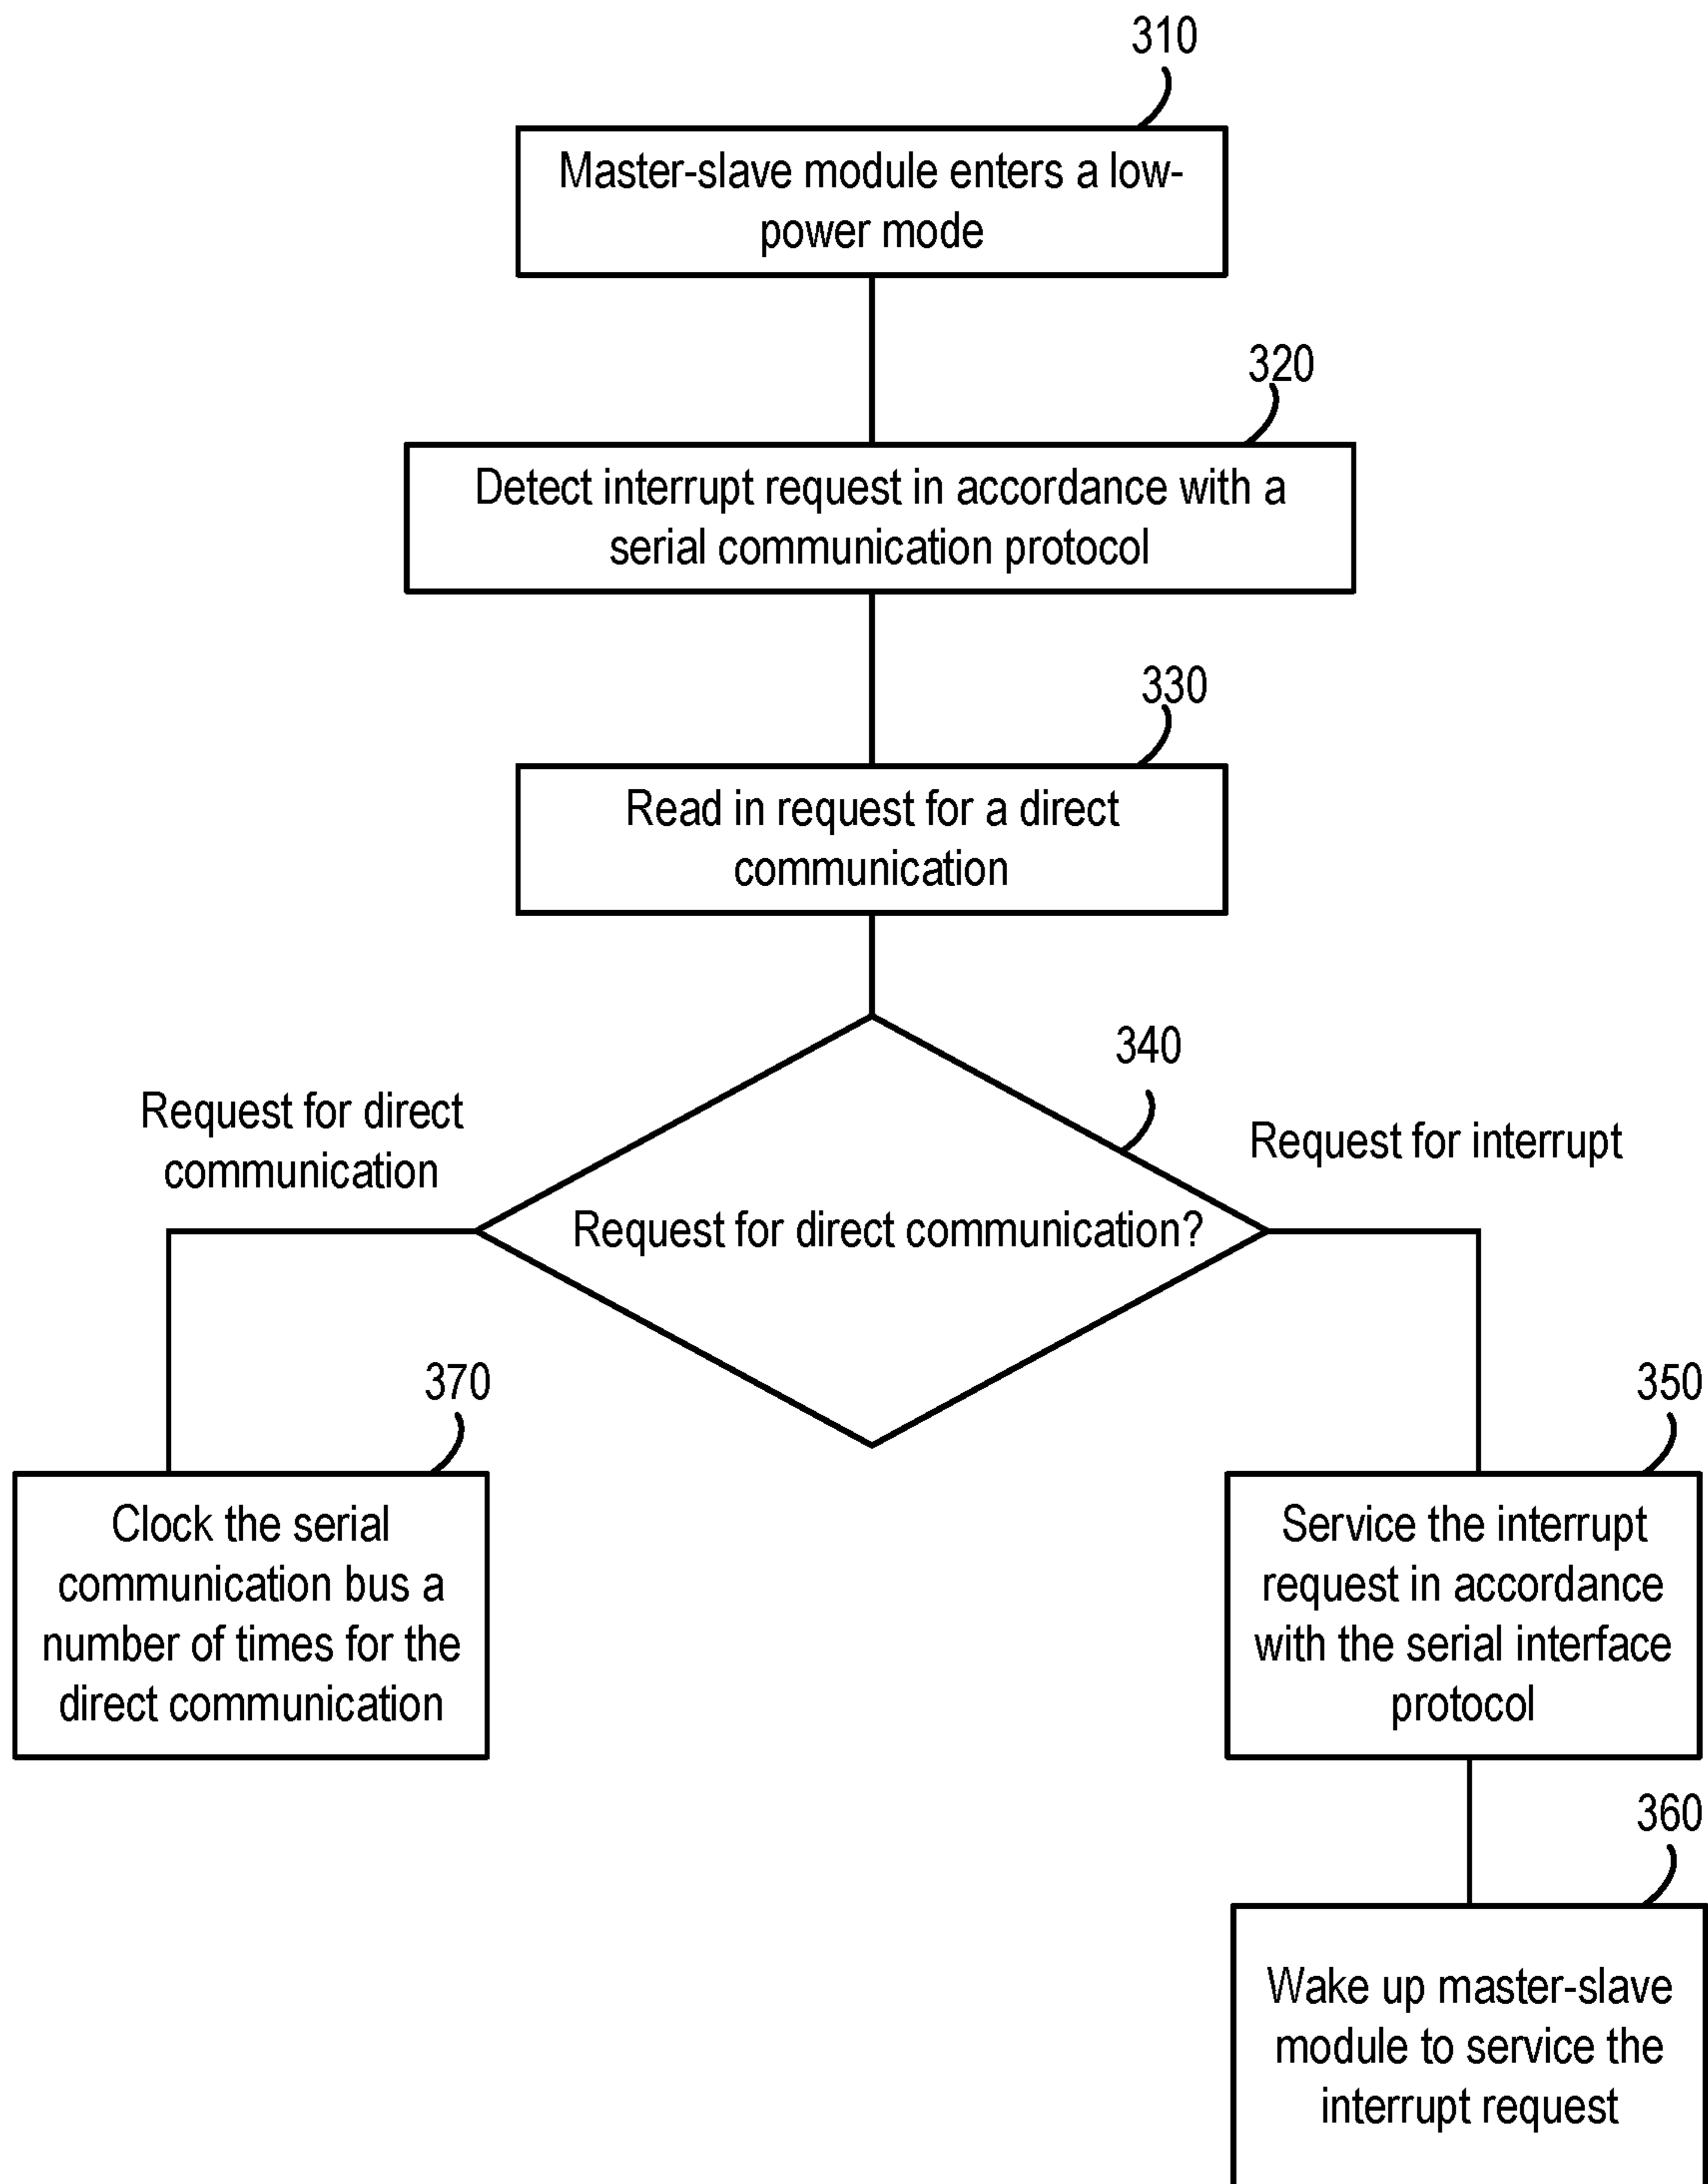 310
Master-slave module enters a low-
power mode
320
Detect interrupt request in accordance with a
serial communication protocol
330
Read in request for a direct
communication
340
Request for direct
communication
Request for interrupt
Request for direct communication?
370
350
Clock the serial
communication bus a
number of times for the
direct communication
Service the interrupt
request in accordance
with the serial interface
protocol
360
Wake up master-slave
module to service the
interrupt request